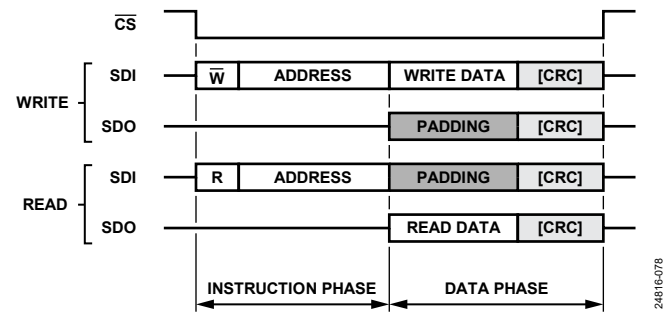 CS
SDI W ADDRESS WRITE DATA [CRC]
WRITE
SDO PADDING [CRC]
SDI R ADDRESS PADDING [CRC]
READ
SDO READ DATA [CRC]
INSTRUCTION PHASE DATA PHASE
24816-078